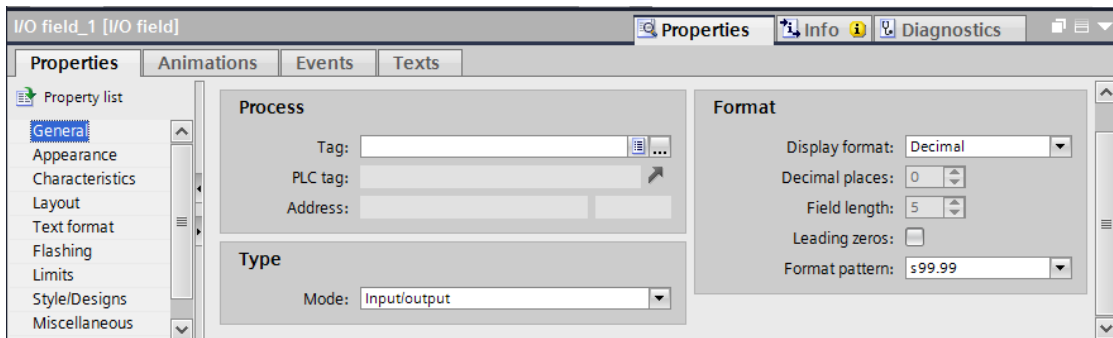 I/O field_1 [I/O field]
Properties
Info
Diagnostics
Properties
Animations
Events
Texts
Property list
General
Appearance
Characteristics
Layout
Text format
Flashing
Limits
Style/Designs
Miscellaneous
Process
Tag:
...
PLC tag:
Address:
Type
Mode: Input/output
Format
Display format: Decimal
Decimal places: 0
Field length: 5
Leading zeros:
Format pattern: s99.99